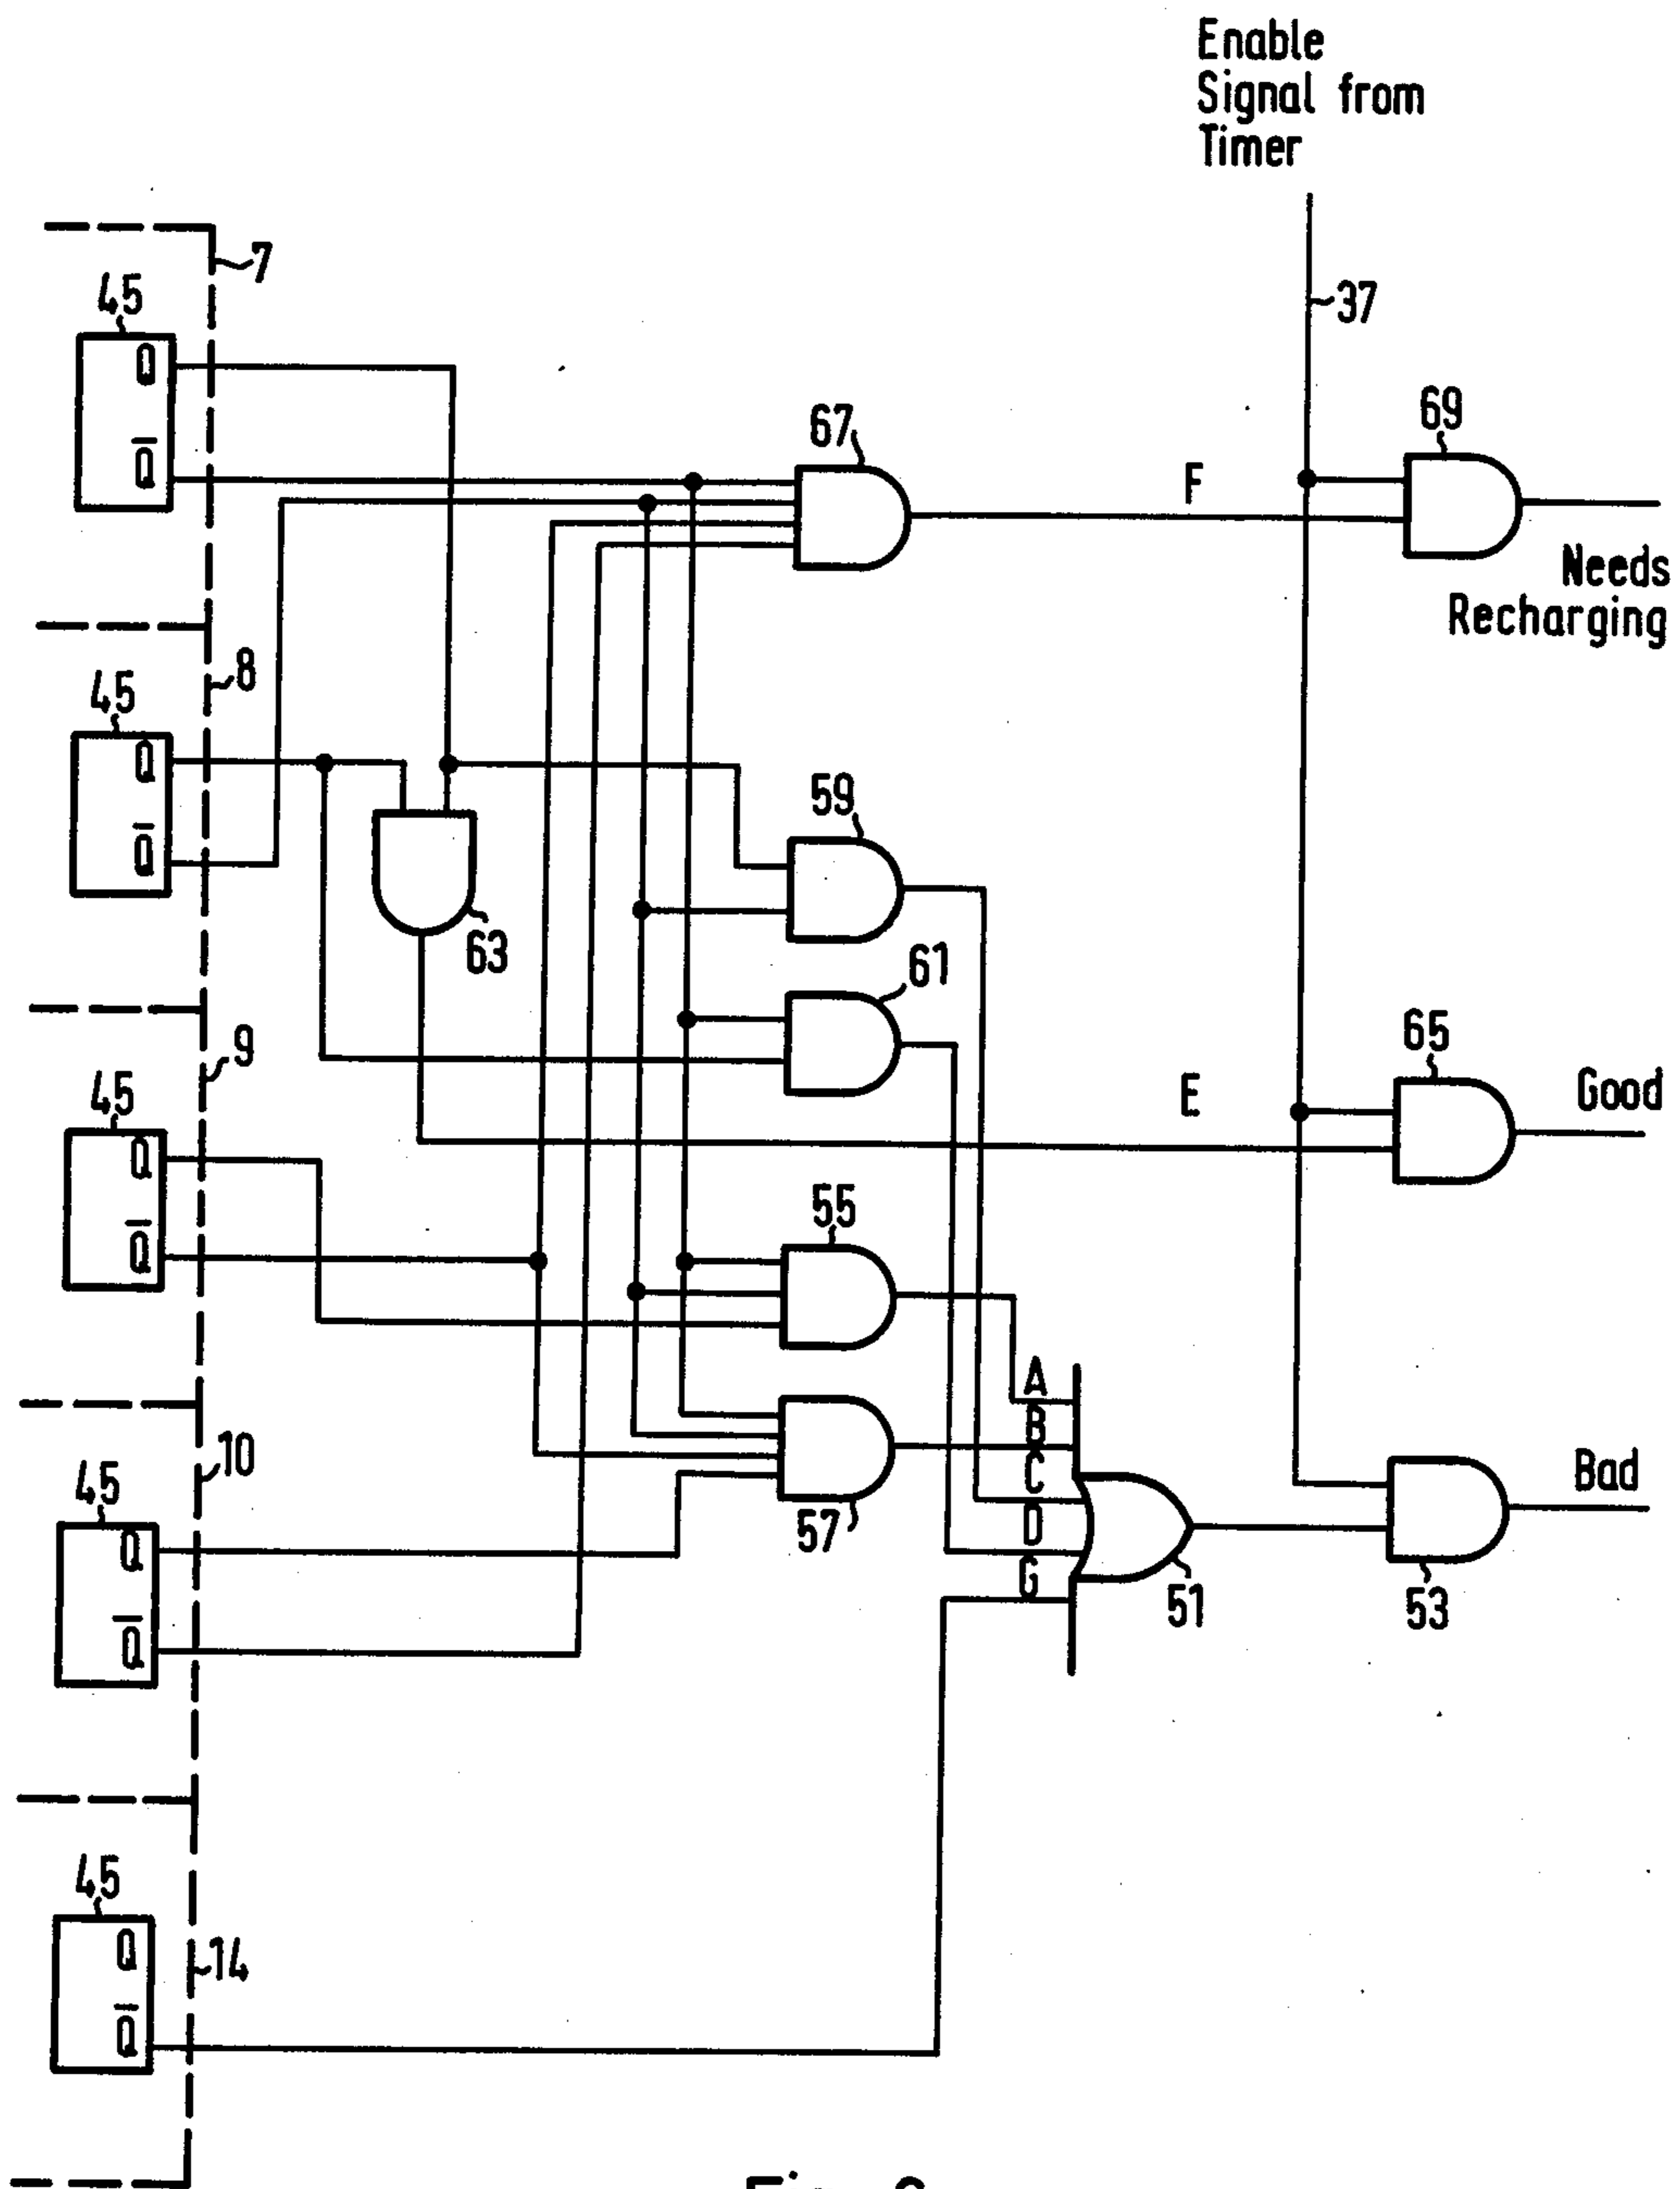 Enable
Signal from
Timer
7
45
37
Q
Q̅
67
69
F
Needs
Recharging
8
45
Q
Q̅
59
63
61
9
65
Good
45
E
Q
Q̅
55
A
B
10
C
Bad
45
57
D
Q
G
51
53
Q̅
45
Q
14
Q̅